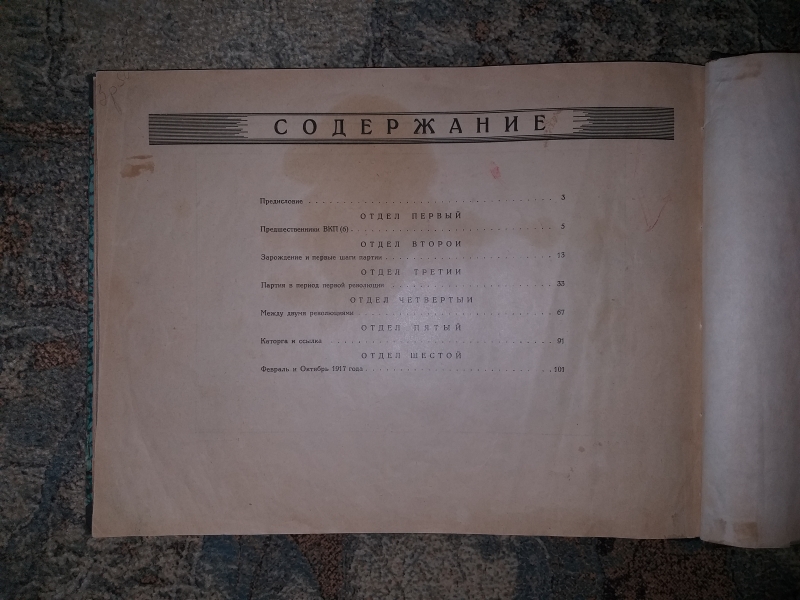 СОДЕРЖАНИЕ
Предисловие . . . . . . . . . . . . . . . . . . . . . . . . . . . . . . 3
ОТДЕЛ ПЕРВЫЙ
Предшественники ВКП(б) . . . . . . . . . . . . . . . . . . . . . . . . . 5
ОТДЕЛ ВТОРОЙ
Зарождение и первые шаги партии . . . . . . . . . . . . . . . . . . . . . 13
ОТДЕЛ ТРЕТИЙ
Партия в период первой революции . . . . . . . . . . . . . . . . . . . . 33
ОТДЕЛ ЧЕТВЕРТЫЙ
Между двумя революциями . . . . . . . . . . . . . . . . . . . . . . . . 67
ОТДЕЛ ПЯТЫЙ
Каторга и ссылка . . . . . . . . . . . . . . . . . . . . . . . . . . . . 91
ОТДЕЛ ШЕСТОЙ
Февраль и Октябрь 1917 года . . . . . . . . . . . . . . . . . . . . . . . 101